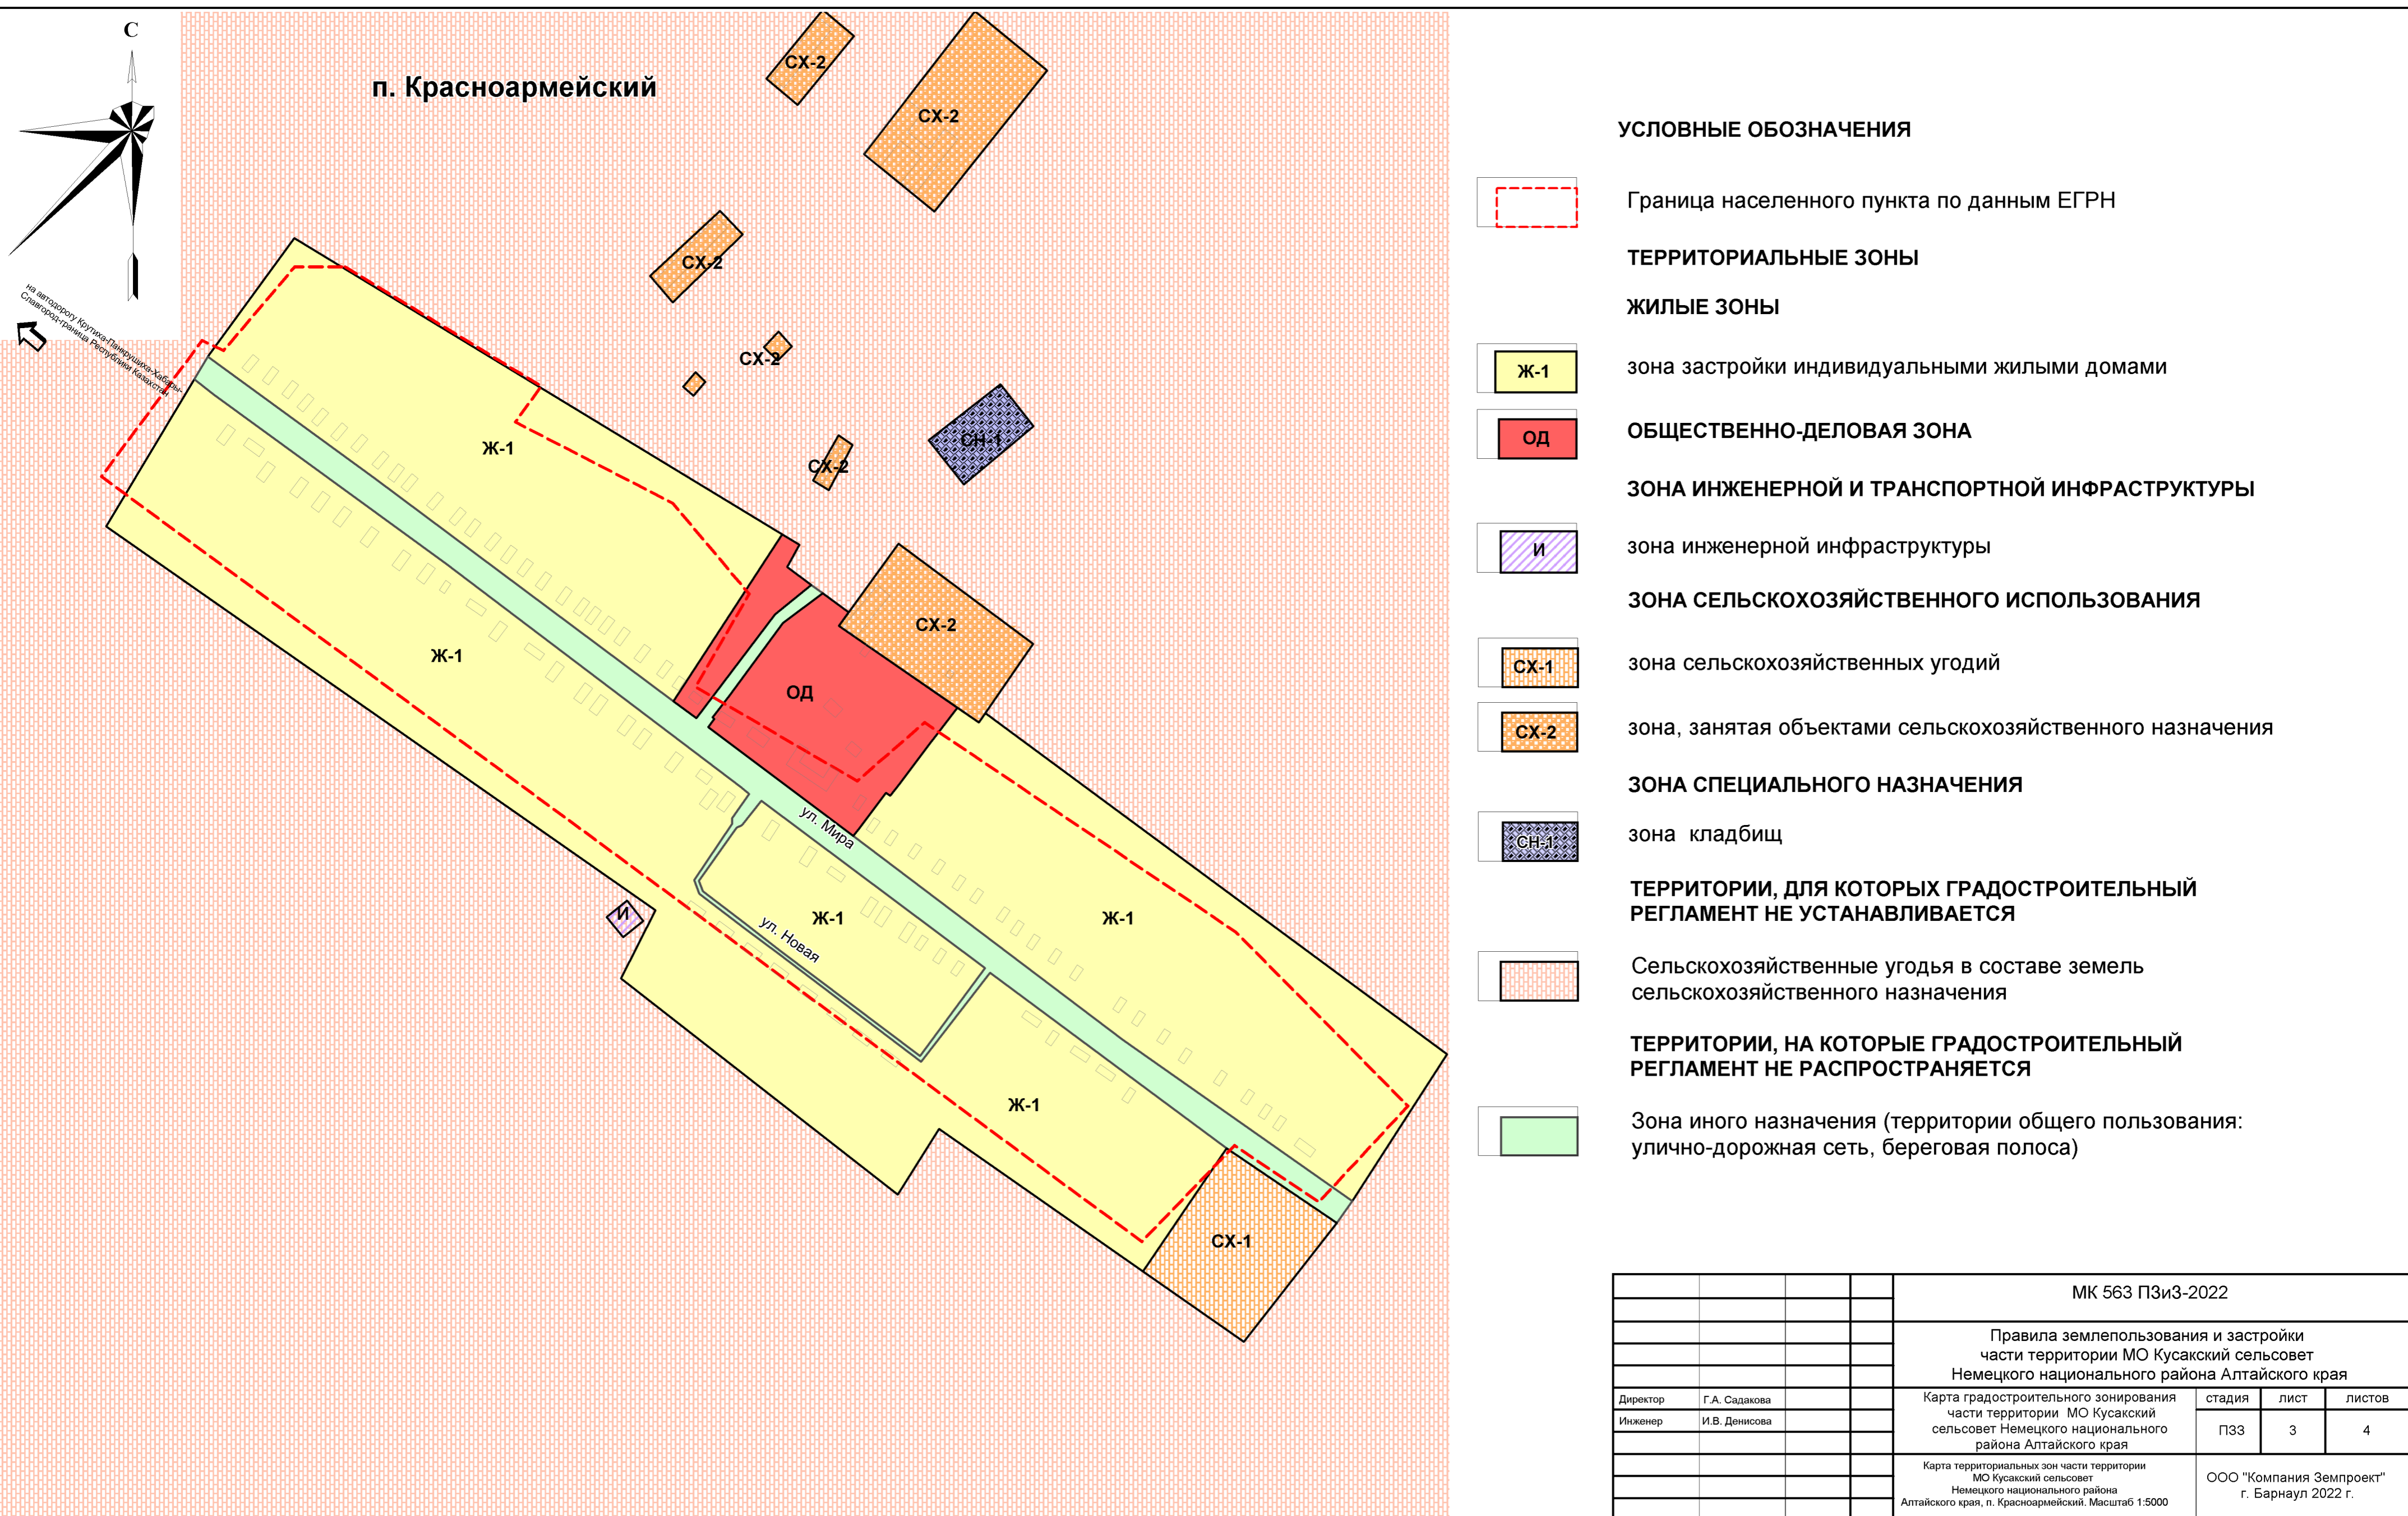 С
п. Красноармейский
на автодорогу Крутиха-Панкрушиха-Хабары-
Славгород-граница Республики Казахстан
СХ-2
СХ-2
СХ-2
СХ-2
СХ-2
СН-1
Ж-1
Ж-1
СХ-2
ОД
ул. Мира
И
Ж-1
ул. Новая
Ж-1
Ж-1
СХ-1
УСЛОВНЫЕ ОБОЗНАЧЕНИЯ
Граница населенного пункта по данным ЕГРН
ТЕРРИТОРИАЛЬНЫЕ ЗОНЫ
ЖИЛЫЕ ЗОНЫ
Ж-1 зона застройки индивидуальными жилыми домами
ОД ОБЩЕСТВЕННО-ДЕЛОВАЯ ЗОНА
ЗОНА ИНЖЕНЕРНОЙ И ТРАНСПОРТНОЙ ИНФРАСТРУКТУРЫ
И зона инженерной инфраструктуры
ЗОНА СЕЛЬСКОХОЗЯЙСТВЕННОГО ИСПОЛЬЗОВАНИЯ
СХ-1 зона сельскохозяйственных угодий
СХ-2 зона, занятая объектами сельскохозяйственного назначения
ЗОНА СПЕЦИАЛЬНОГО НАЗНАЧЕНИЯ
СН-1 зона кладбищ
ТЕРРИТОРИИ, ДЛЯ КОТОРЫХ ГРАДОСТРОИТЕЛЬНЫЙ
РЕГЛАМЕНТ НЕ УСТАНАВЛИВАЕТСЯ
Сельскохозяйственные угодья в составе земель
сельскохозяйственного назначения
ТЕРРИТОРИИ, НА КОТОРЫЕ ГРАДОСТРОИТЕЛЬНЫЙ
РЕГЛАМЕНТ НЕ РАСПРОСТРАНЯЕТСЯ
Зона иного назначения (территории общего пользования:
улично-дорожная сеть, береговая полоса)
МК 563 ПЗиЗ-2022
Правила землепользования и застройки
части территории МО Кусакский сельсовет
Немецкого национального района Алтайского края
Директор Г.А. Садакова
Инженер И.В. Денисова
Карта градостроительного зонирования
части территории МО Кусакский
сельсовет Немецкого национального
района Алтайского края
стадия лист листов
ПЗЗ 3 4
Карта территориальных зон части территории
МО Кусакский сельсовет
Немецкого национального района
Алтайского края, п. Красноармейский. Масштаб 1:5000
ООО "Компания Земпроект"
г. Барнаул 2022 г.